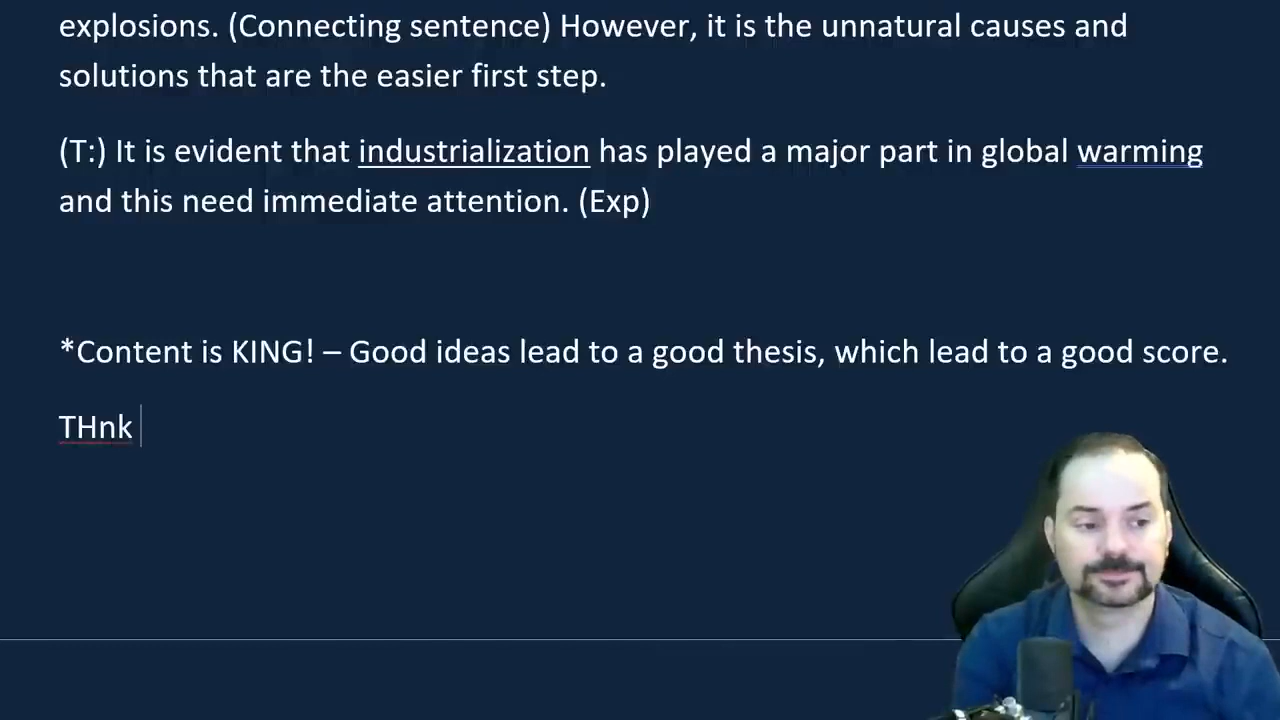 explosions. (Connecting sentence) However, it is the unnatural causes and
solutions that are the easier first step.
(T:) It is evident that industrialization has played a major part in global warming
and this need immediate attention. (Exp)
*Content is KING! – Good ideas lead to a good thesis, which lead to a good score.
THnk